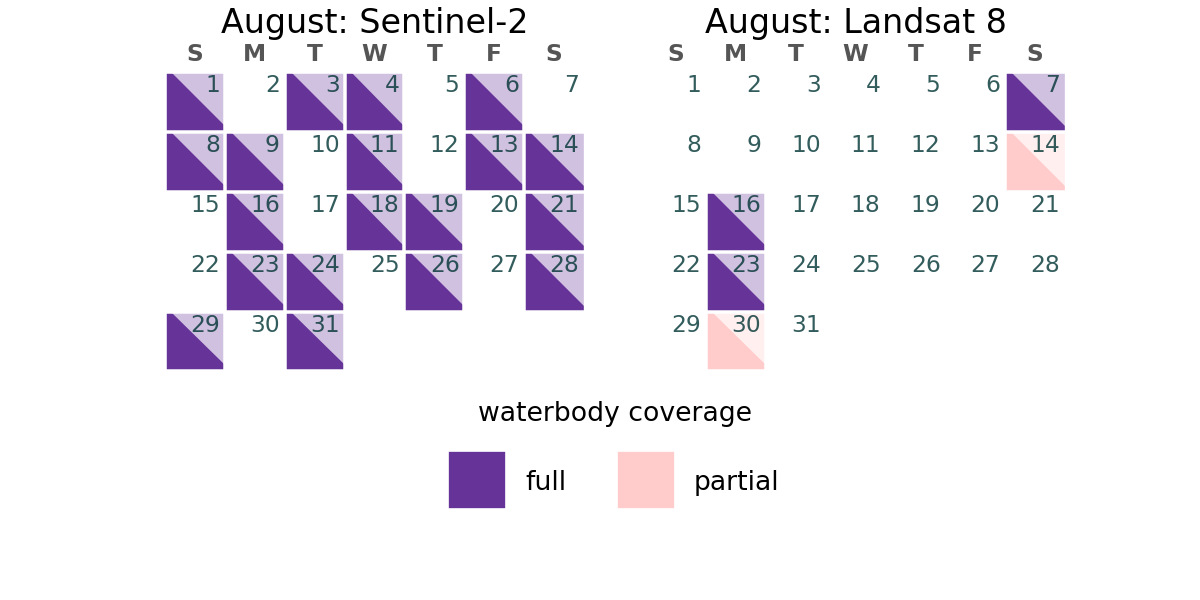 August: Sentinel-2
S M T W T F S
1 2 3 4 5 6 7
8 9 10 11 12 13 14
15 16 17 18 19 20 21
22 23 24 25 26 27 28
29 30 31
August: Landsat 8
S M T W T F S
1 2 3 4 5 6 7
8 9 10 11 12 13 14
15 16 17 18 19 20 21
22 23 24 25 26 27 28
29 30 31
waterbody coverage
full
partial